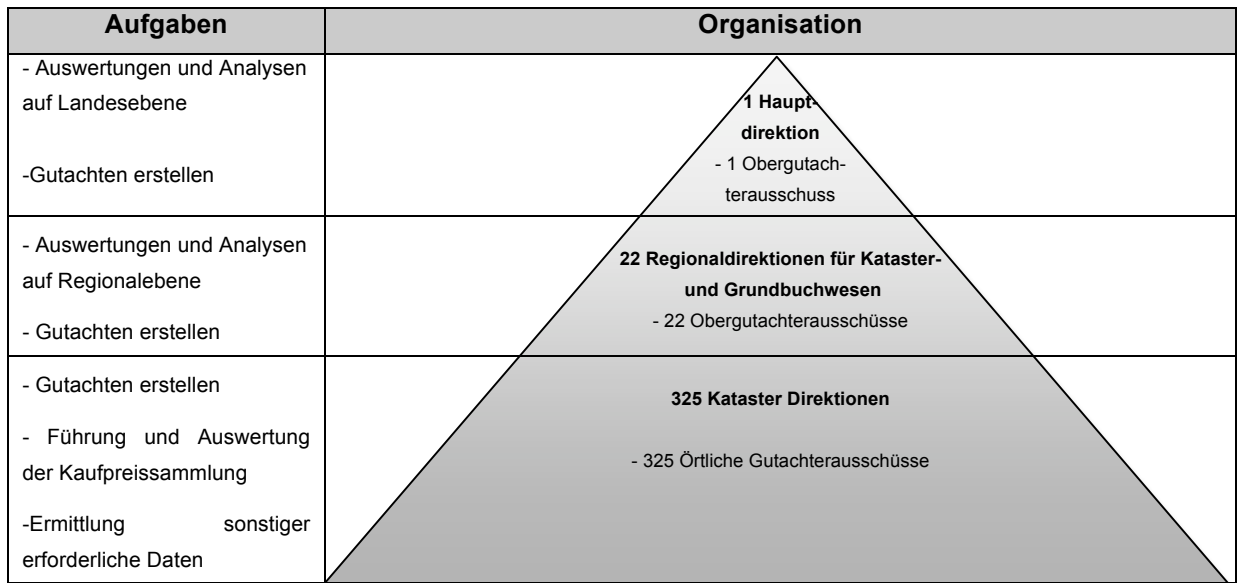 Aufgaben
Organisation
- Auswertungen und Analysen
auf Landesebene
-Gutachten erstellen
1 Haupt-
direktion
- 1 Obergutach-
terausschuss
- Auswertungen und Analysen
auf Regionalebene
- Gutachten erstellen
22 Regionaldirektionen für Kataster-
und Grundbuchwesen
- 22 Obergutachterausschüsse
- Gutachten erstellen
- Führung und Auswertung
der Kaufpreissammlung
-Ermittlung sonstiger
erforderliche Daten
325 Kataster Direktionen
- 325 Örtliche Gutachterausschüsse